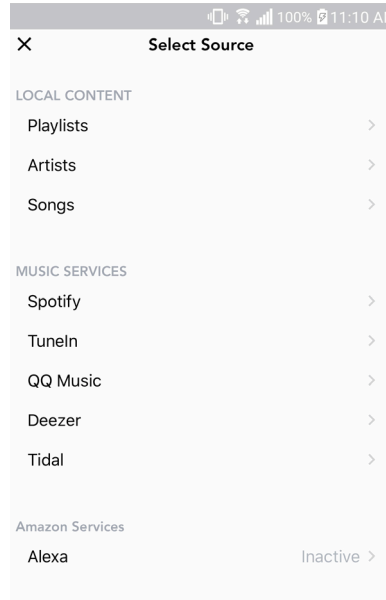 100% 11:10 A
Select Source
LOCAL CONTENT
Playlists
Artists
Songs
MUSIC SERVICES
Spotify
TuneIn
QQ Music
Deezer
Tidal
Amazon Services
Alexa Inactive